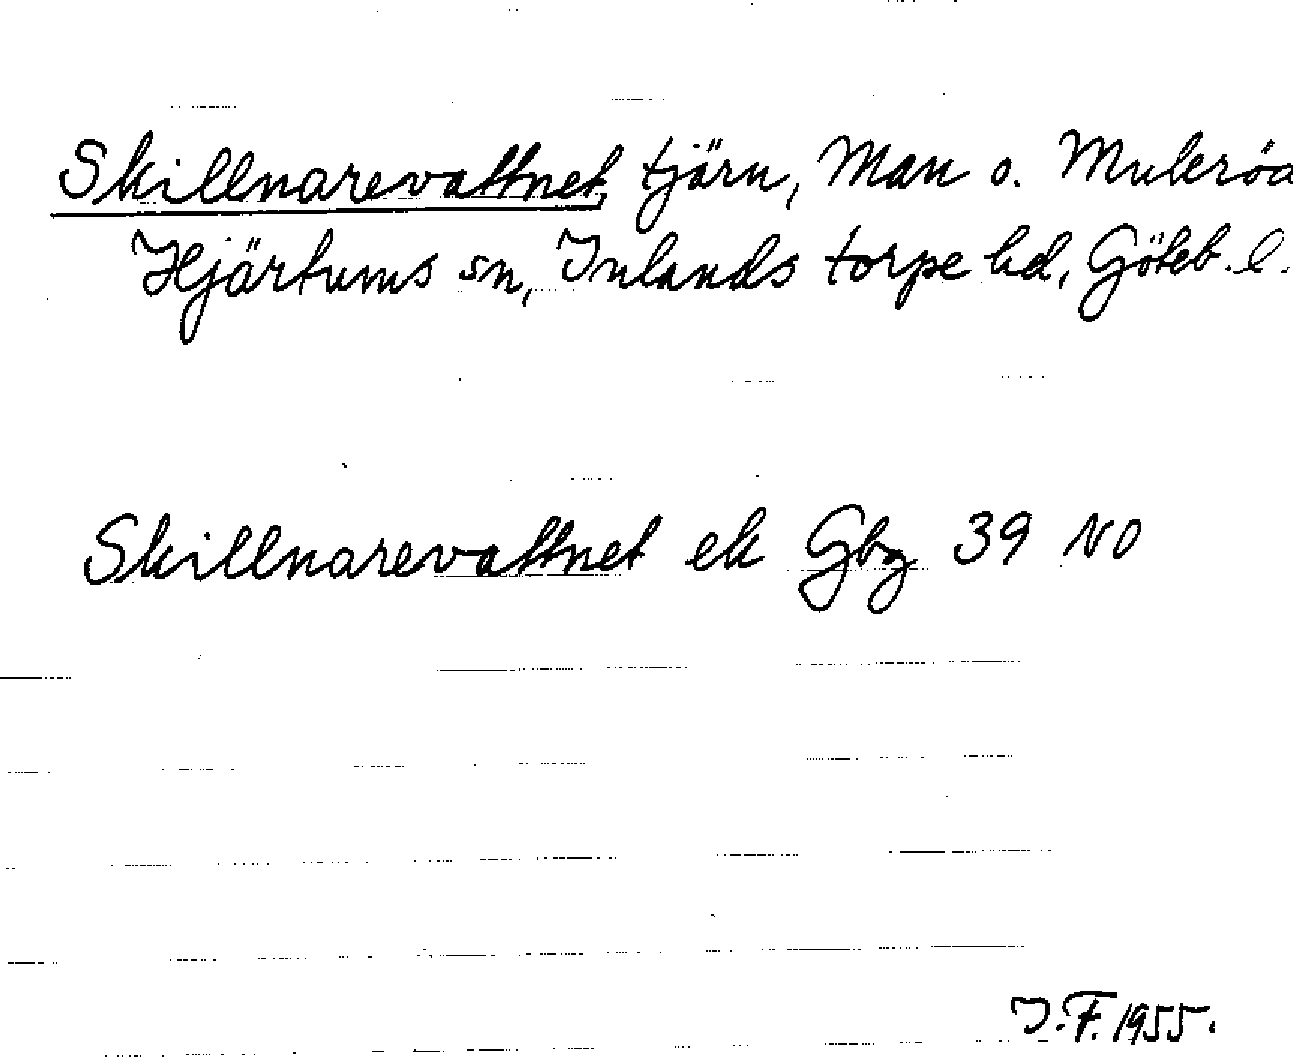 Skillnarevattnet, tjärn, Man o. Muleröd
Hjärtums sn, Inlands torpe hd, Göteb. l.
Skillnarevattnet ek Gbg 39 NO
I.F. 1955.